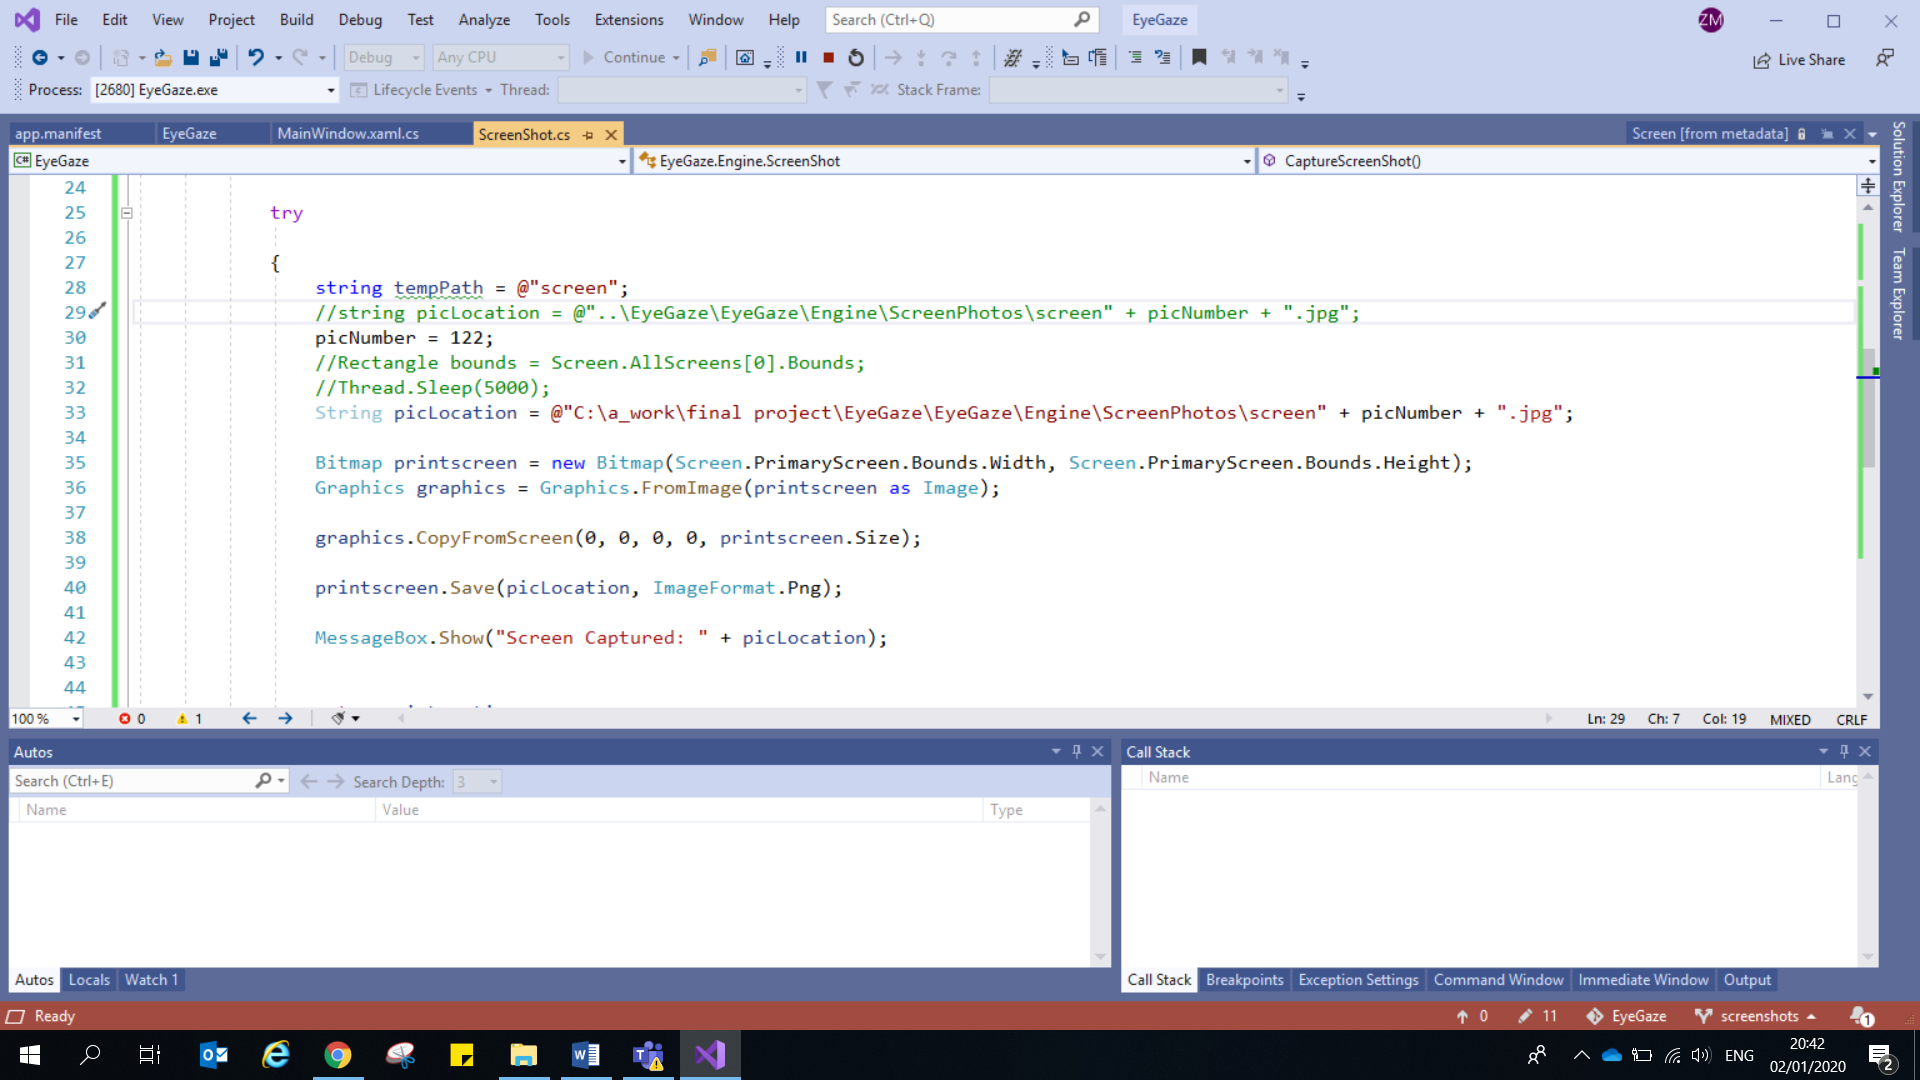 File Edit View Project Build Debug Test Analyze Tools Extensions Window Help Search (Ctrl+Q) EyeGaze ZM
Debug Any CPU Continue Live Share
Process: [2680] EyeGaze.exe Lifecycle Events Thread: Stack Frame:
app.manifest EyeGaze MainWindow.xaml.cs ScreenShot.cs Screen [from metadata]
C# EyeGaze EyeGaze.Engine.ScreenShot CaptureScreenShot()
24
25 try
26
27 {
28 string tempPath = @"screen";
29 //string picLocation = @"..\EyeGaze\EyeGaze\Engine\ScreenPhotos\screen" + picNumber + ".jpg";
30 picNumber = 122;
31 //Rectangle bounds = Screen.AllScreens[0].Bounds;
32 //Thread.Sleep(5000);
33 String picLocation = @"C:\a_work\final project\EyeGaze\EyeGaze\Engine\ScreenPhotos\screen" + picNumber + ".jpg";
34
35 Bitmap printscreen = new Bitmap(Screen.PrimaryScreen.Bounds.Width, Screen.PrimaryScreen.Bounds.Height);
36 Graphics graphics = Graphics.FromImage(printscreen as Image);
37
38 graphics.CopyFromScreen(0, 0, 0, 0, printscreen.Size);
39
40 printscreen.Save(picLocation, ImageFormat.Png);
41
42 MessageBox.Show("Screen Captured: " + picLocation);
43
44
100 % 0 1 Ln: 29 Ch: 7 Col: 19 MIXED CRLF
Solution Explorer
Team Explorer
Autos
Search (Ctrl+E) Search Depth: 3
Name Value Type
Autos Locals Watch 1
Call Stack
Name Lang
Call Stack Breakpoints Exception Settings Command Window Immediate Window Output
Ready 0 11 EyeGaze screenshots 1
ENG 20:42
02/01/2020 2